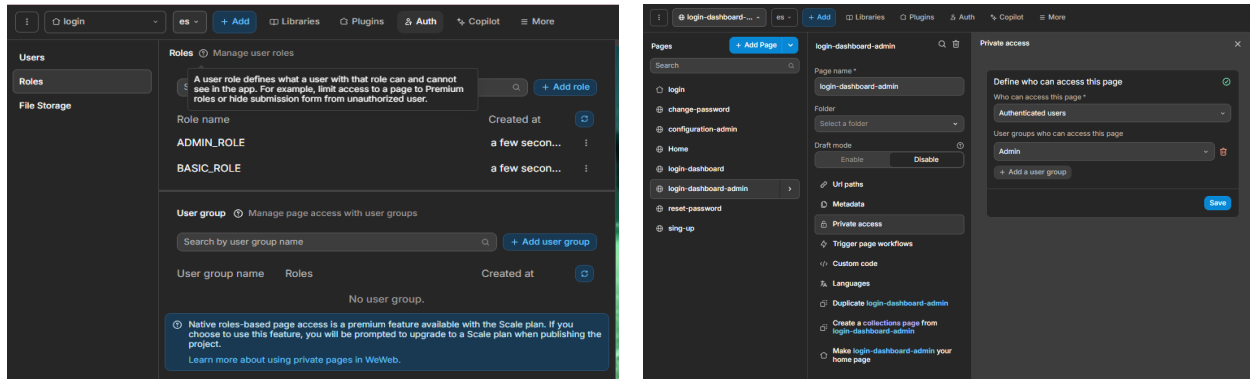 login
es
+ Add
Libraries
Plugins
Auth
Copilot
More
Users
Roles
File Storage
Roles Manage user roles
A user role defines what a user with that role can and cannot
see in the app. For example, limit access to a page to Premium
roles or hide submission form from unauthorized user.
+ Add role
Role name Created at
ADMIN_ROLE a few secon...
BASIC_ROLE a few secon...
User group Manage page access with user groups
Search by user group name
+ Add user group
User group name Roles Created at
No user group.
Native roles-based page access is a premium feature available with the Scale plan. If you
choose to use this feature, you will be prompted to upgrade to a Scale plan when publishing the
project.
Learn more about using private pages in WeWeb.
login-dashboard-...
es
+ Add
Libraries
Plugins
Auth
Copilot
More
Pages
+ Add Page
Search
login
change-password
configuration-admin
Home
login-dashboard
login-dashboard-admin
reset-password
sing-up
login-dashboard-admin
Page name *
login-dashboard-admin
Folder
Select a folder
Draft mode
Enable Disable
Url paths
Metadata
Private access
Trigger page workflows
Custom code
Languages
Duplicate login-dashboard-admin
Create a collections page from
login-dashboard-admin
Make login-dashboard-admin your
home page
Private access
Define who can access this page
Who can access this page *
Authenticated users
User groups who can access this page
Admin
+ Add a user group
Save